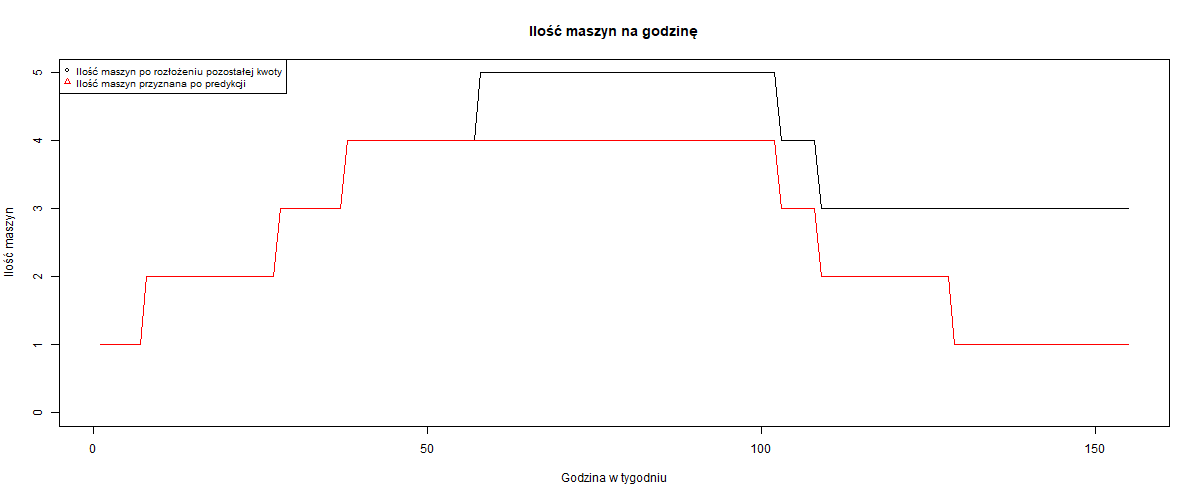 Ilość maszyn na godzinę
Ilość maszyn po rozłożeniu pozostałej kwoty
Ilość maszyn przyznana po predykcji
Ilość maszyn
5
4
3
2
1
0
0 50 100 150
Godzina w tygodniu